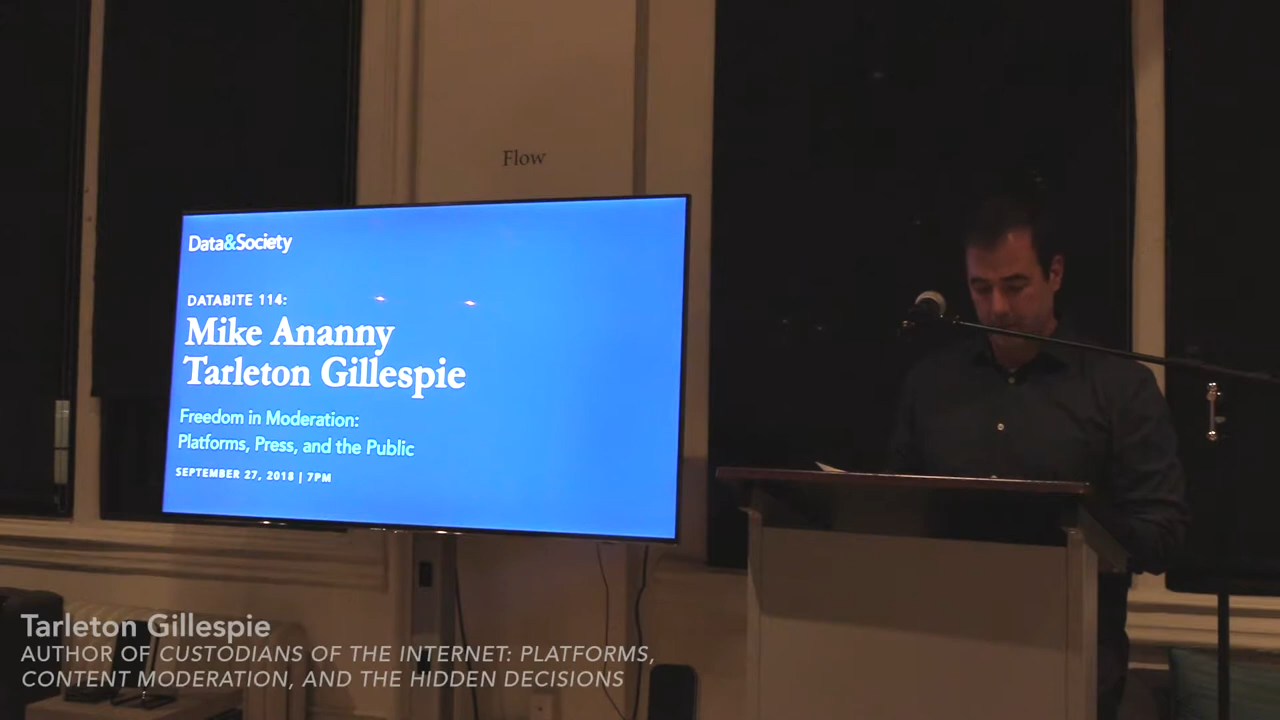 Flow
Data&Society
DATABITE 114:
Mike Ananny
Tarleton Gillespie
Freedom in Moderation:
Platforms, Press, and the Public
SEPTEMBER 27, 2018 | 7PM
Tarleton Gillespie
AUTHOR OF CUSTODIANS OF THE INTERNET: PLATFORMS,
CONTENT MODERATION, AND THE HIDDEN DECISIONS